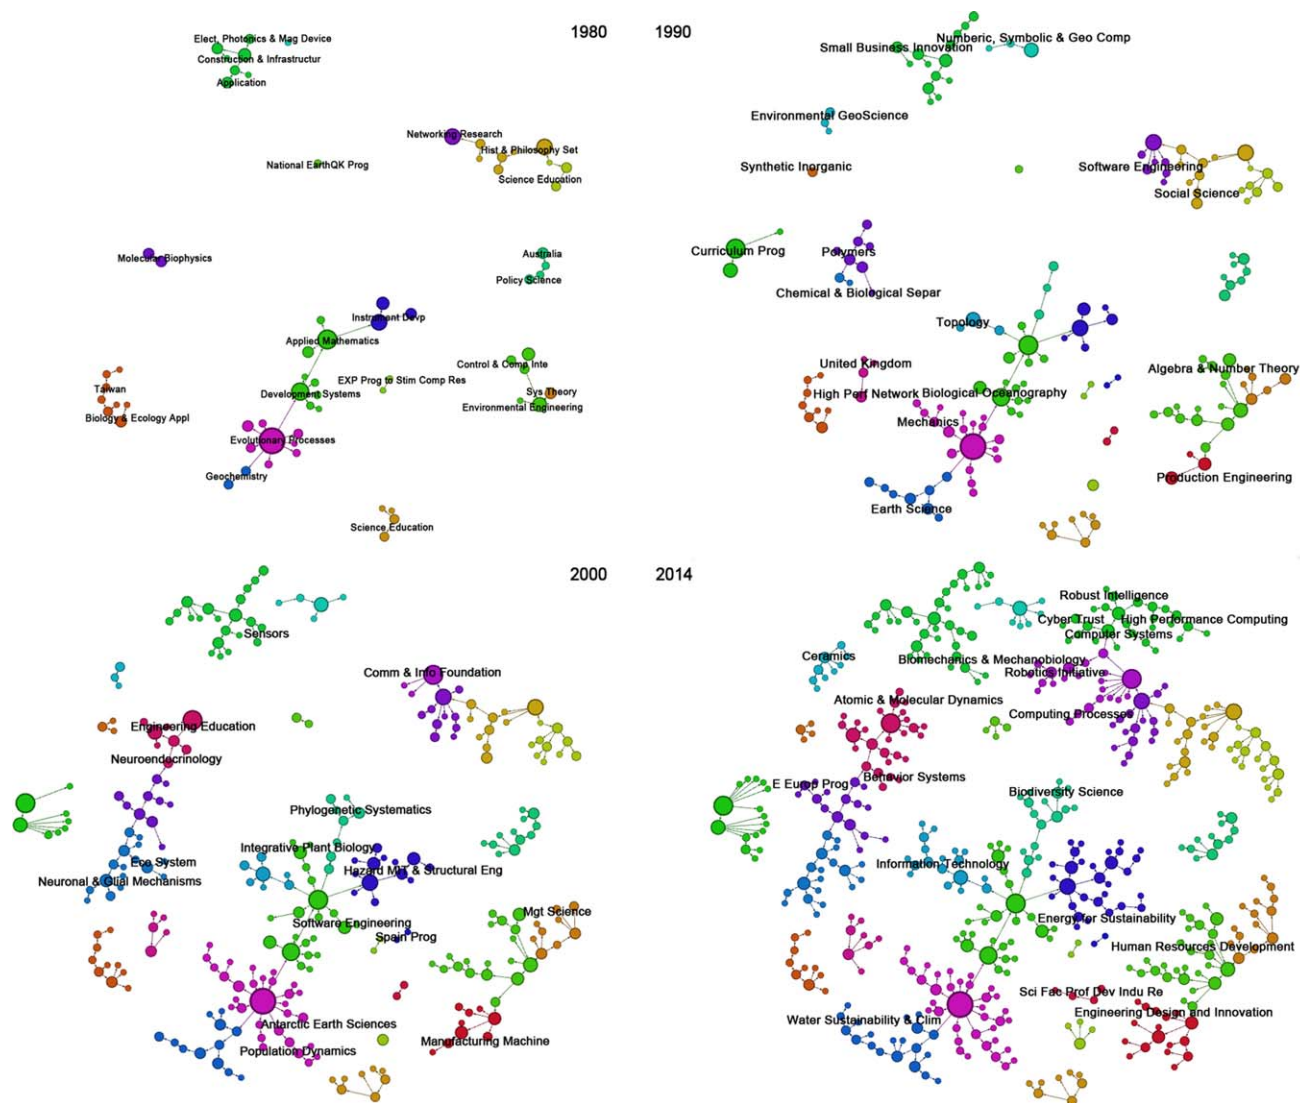 1980
Elect, Photonics & Mag Device
Construction & Infrastructur
Application
Networking Research
Hist & Philosophy Set
National EarthQK Prog
Science Education
Molecular Biophysics
Australia
Policy Science
Instrument Devp
Applied Mathematics
Control & Comp Inte
EXP Prog to Stim Comp Res
Taiwan
Development Systems
Sys Theory
Environmental Engineering
Biology & Ecology Appl
Evolutionary Processes
Geochemistry
Science Education
1990
Numberic, Symbolic & Geo Comp
Small Business Innovation
Environmental GeoScience
Synthetic Inorganic
Software Engineering
Social Science
Curriculum Prog
Polymers
Chemical & Biological Separ
Topology
United Kingdom
Algebra & Number Theory
High Perf Network
Biological Oceanography
Mechanics
Production Engineering
Earth Science
2000
Sensors
Comm & Info Foundation
Engineering Education
Neuroendecrinology
Phylogenetic Systematics
Integrative Plant Biology
Eco System
Hazard MIT & Structural Eng
Neuronal & Glial Mechanisms
Mgt Science
Software Engineering
Spain Prog
Antarctic Earth Sciences
Manufacturing Machine
Population Dynamics
2014
Robust Intelligence
Cyber Trust
High Performance Computing
Computer Systems
Ceramics
Biomechanics & Mechanobiology
Robotics Initiative
Atomic & Molecular Dynamics
Computing Processes
Behavior Systems
E Europ Prog
Biodiversity Science
Information Technology
Energy for Sustainability
Human Resources Development
Sci Fac Prof Dev Indu Re
Engineering Design and Innovation
Water Sustainability & Clim